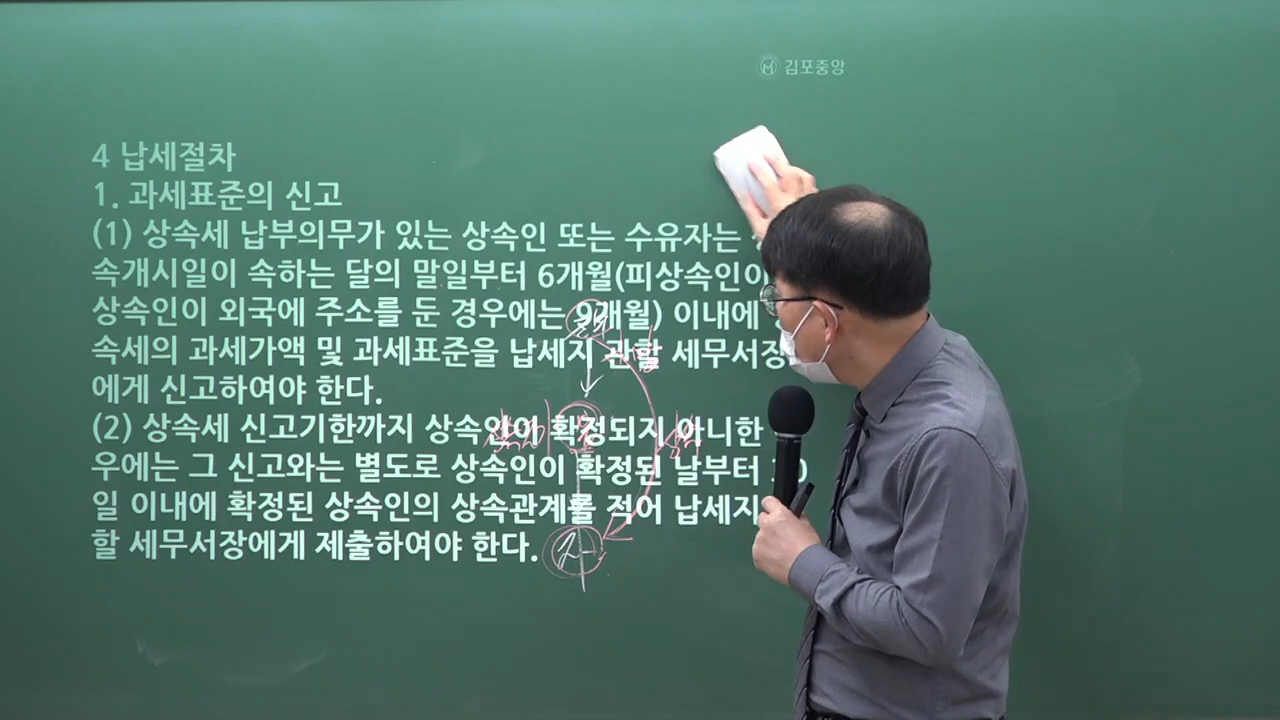 김포중앙
4 납세절차
1. 과세표준의 신고
(1) 상속세 납부의무가 있는 상속인 또는 수유자는
속개시일이 속하는 달의 말일부터 6개월(피상속인이
상속인이 외국에 주소를 둔 경우에는 9개월) 이내에
속세의 과세가액 및 과세표준을 납세지 관할 세무서장
에게 신고하여야 한다.
(2) 상속세 신고기한까지 상속인이 확정되지 아니한
우에는 그 신고와는 별도로 상속인이 확정된 날부터
일 이내에 확정된 상속인의 상속관계를 적어 납세지
할 세무서장에게 제출하여야 한다.